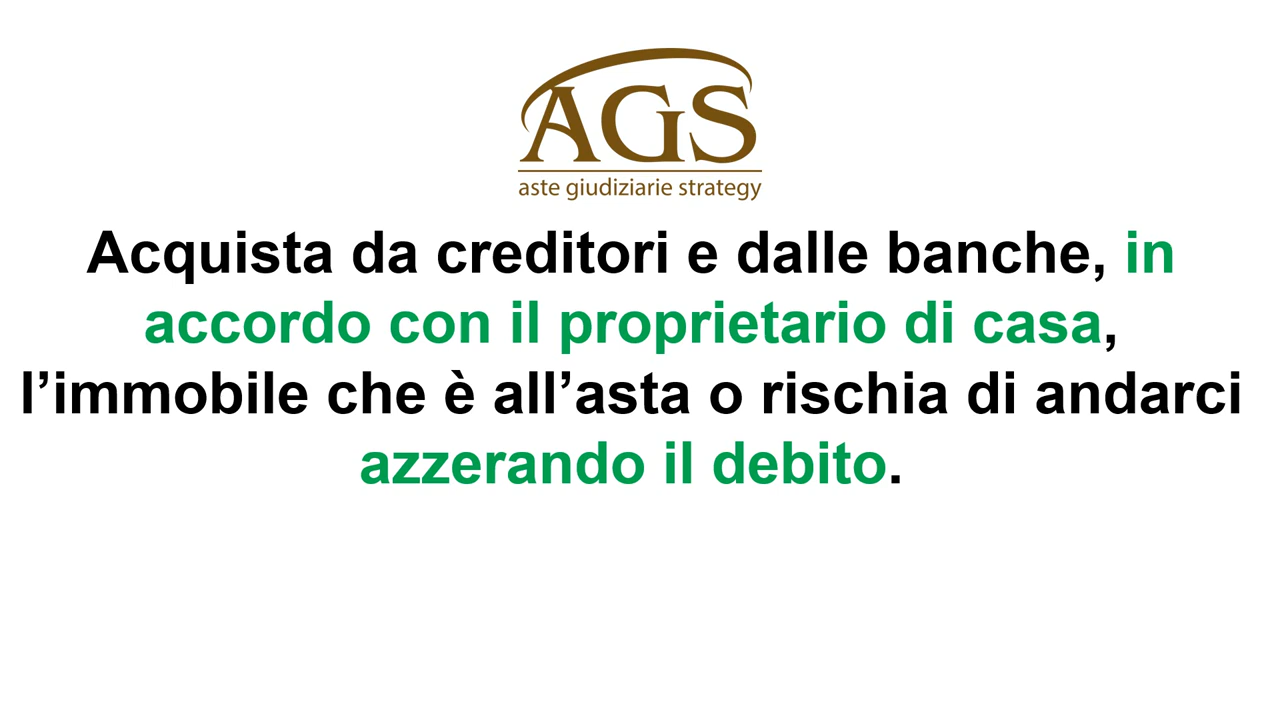 AGS
aste giudiziarie strategy
Acquista da creditori e dalle banche, in
accordo con il proprietario di casa,
l’immobile che è all’asta o rischia di andarci
azzerando il debito.